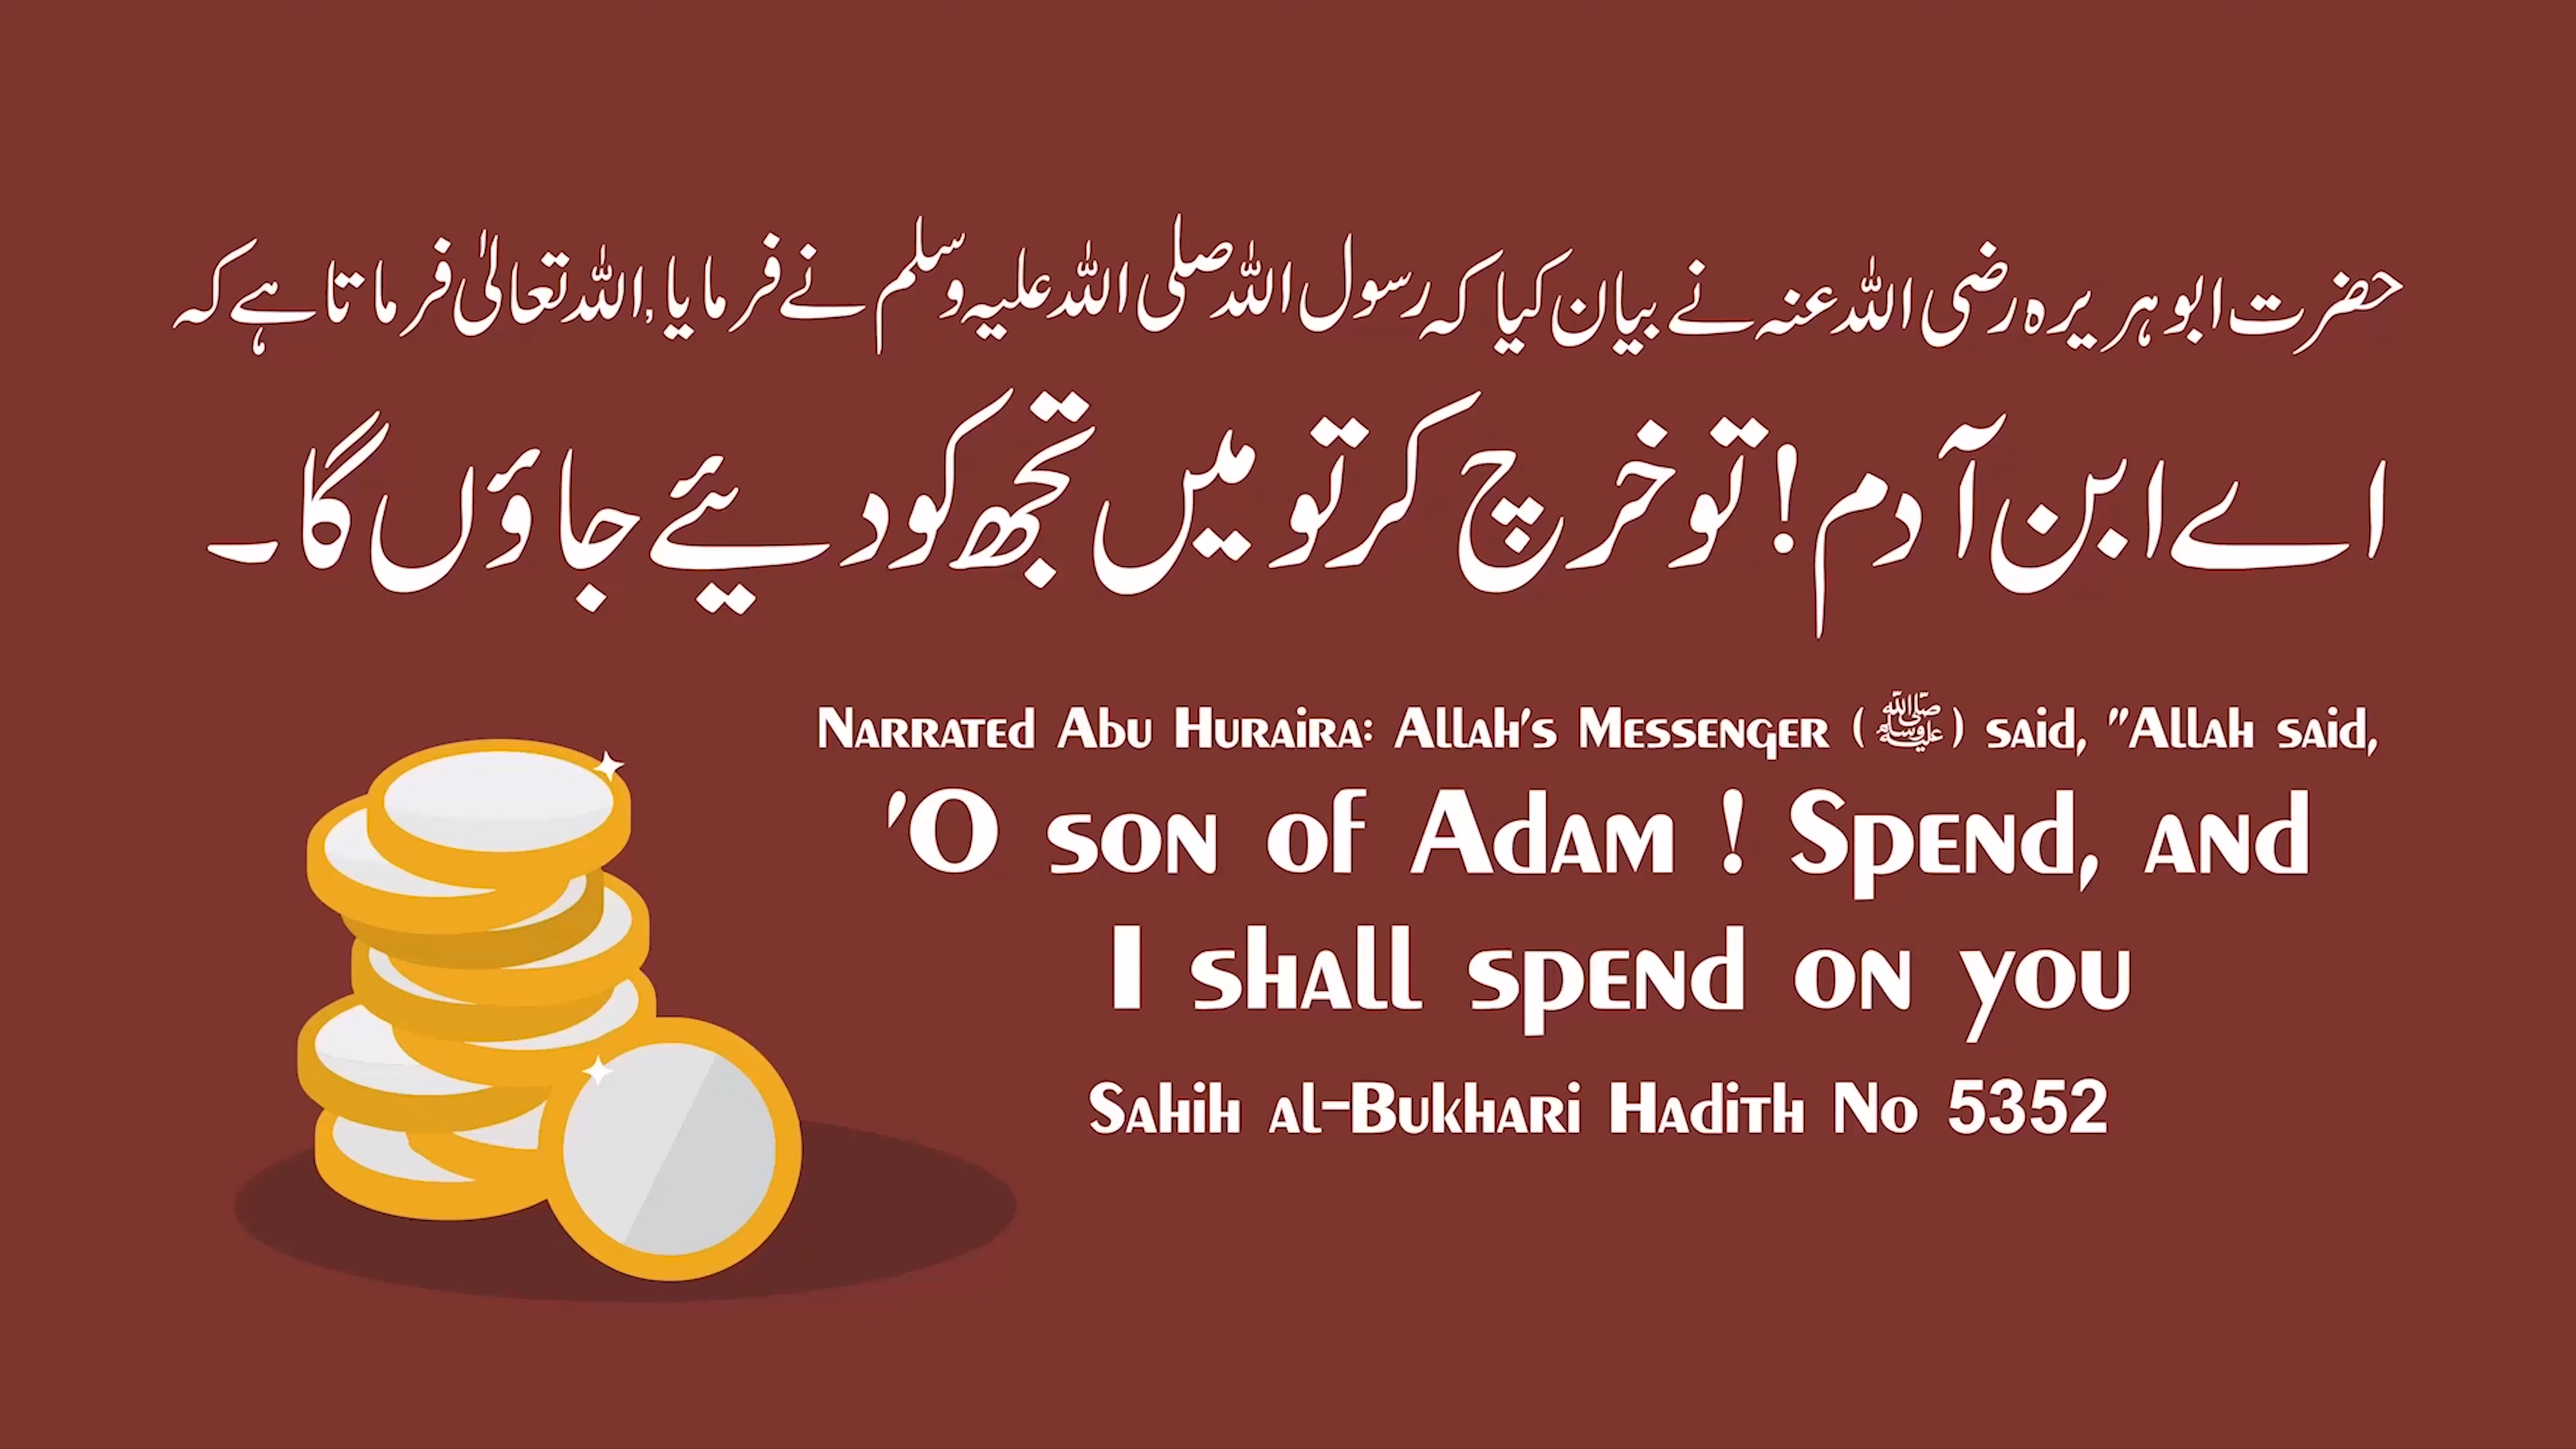 حضرت ابوہریرہ رضی اللہ عنہ نے بیان کیا کہ رسول اللہ صلی اللہ علیہ وسلم نے فرمایا, اللہ تعالیٰ فرماتا ہے کہ
اے ابن آدم! تو خرچ کر تو میں تجھ کو دیئے جاؤں گا۔
Narrated Abu Huraira: Allah's Messenger (ﷺ) said, "Allah said,
'O son of Adam ! Spend, and
I shall spend on you
Sahih al-Bukhari Hadith No 5352